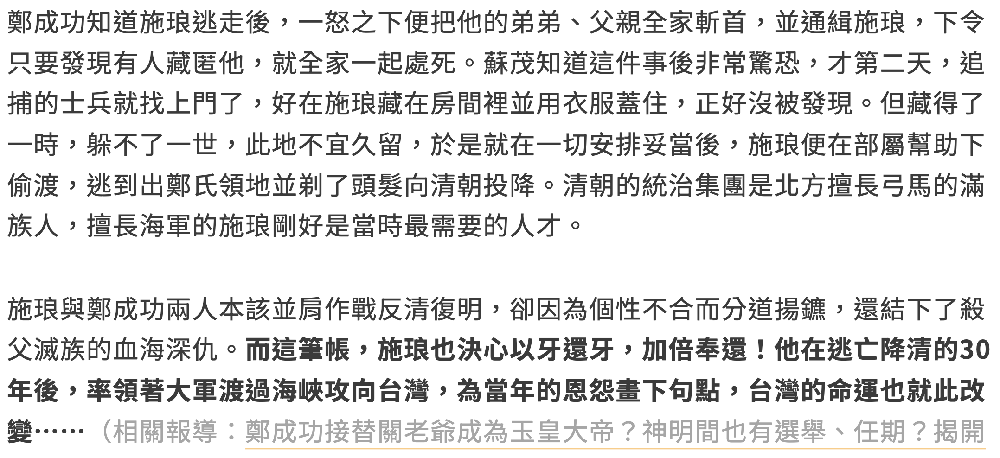 鄭成功知道施琅逃走後，一怒之下便把他的弟弟、父親全家斬首，並通緝施琅，下令
只要發現有人藏匿他，就全家一起處死。蘇茂知道這件事後非常驚恐，才第二天，追
捕的士兵就找上門了，好在施琅藏在房間裡並用衣服蓋住，正好沒被發現。但藏得了
一時，躲不了一世，此地不宜久留，於是就在一切安排妥當後，施琅便在部屬幫助下
偷渡，逃到出鄭氏領地並剃了頭髮向清朝投降。清朝的統治集團是北方擅長弓馬的滿
族人，擅長海軍的施琅剛好是當時最需要的人才。
施琅與鄭成功兩人本該並肩作戰反清復明，卻因為個性不合而分道揚鑣，還結下了殺
父滅族的血海深仇。而這筆帳，施琅也決心以牙還牙，加倍奉還！他在逃亡降清的30
年後，率領著大軍渡過海峽攻向台灣，為當年的恩怨畫下句點，台灣的命運也就此改
變⋯⋯（相關報導：鄭成功接替關老爺成為玉皇大帝？神明間也有選舉、任期？揭開